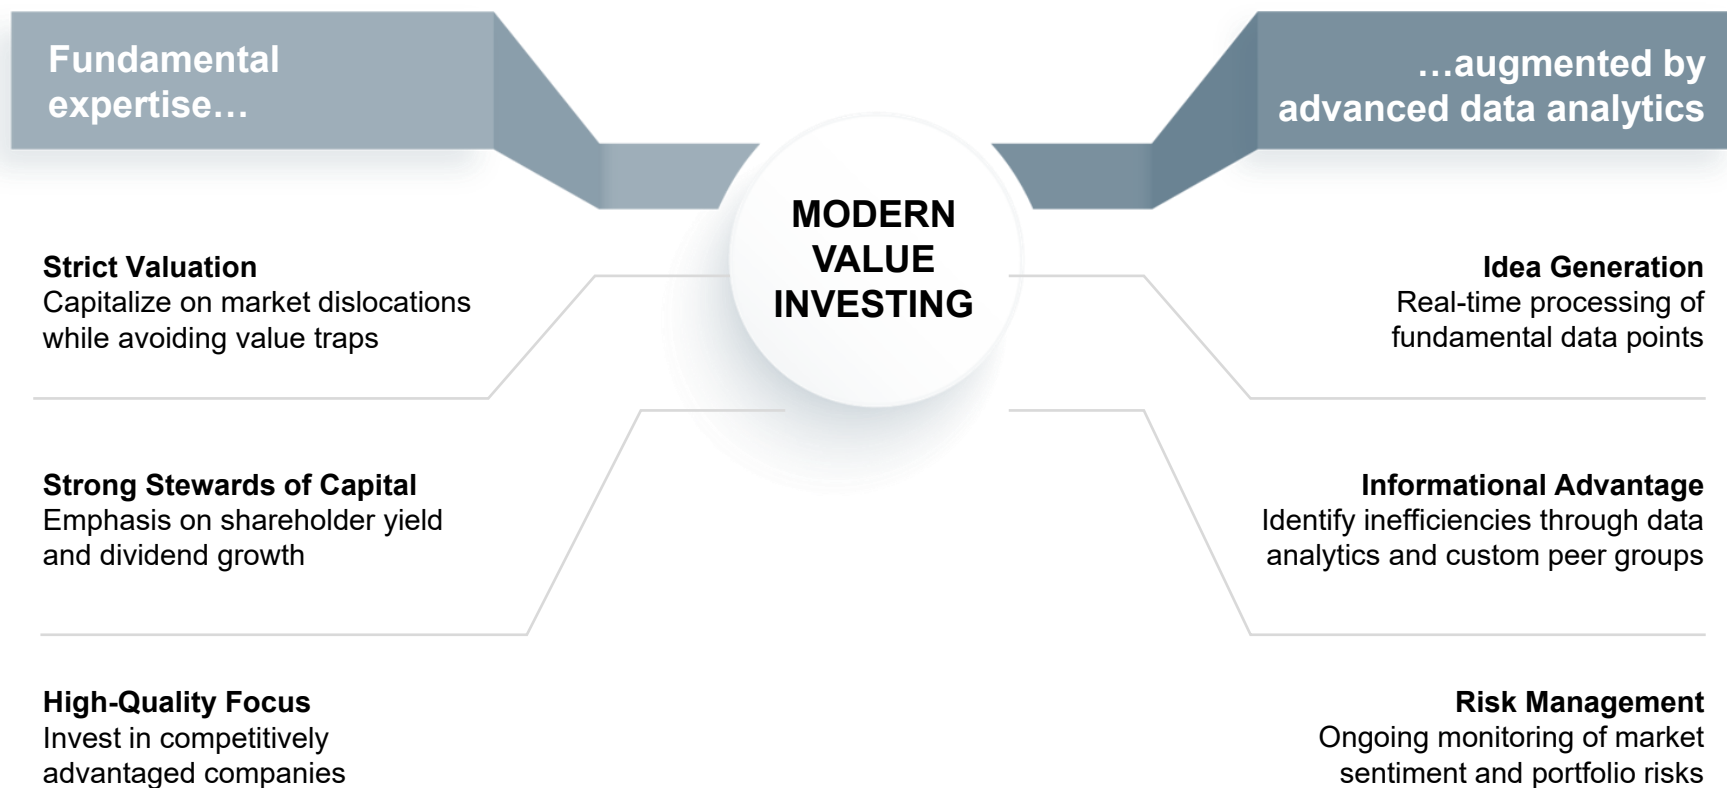 Fundamental
expertise…
…augmented by
advanced data analytics
MODERN
VALUE
INVESTING
Strict Valuation
Capitalize on market dislocations
while avoiding value traps
Strong Stewards of Capital
Emphasis on shareholder yield
and dividend growth
High-Quality Focus
Invest in competitively
advantaged companies
Idea Generation
Real-time processing of
fundamental data points
Informational Advantage
Identify inefficiencies through data
analytics and custom peer groups
Risk Management
Ongoing monitoring of market
sentiment and portfolio risks